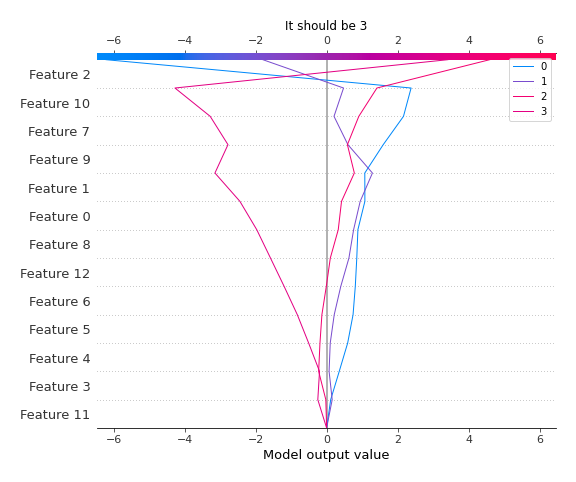 It should be 3
−6 −4 −2 0 2 4 6
0
1
2
3
Feature 2
Feature 10
Feature 7
Feature 9
Feature 1
Feature 0
Feature 8
Feature 12
Feature 6
Feature 5
Feature 4
Feature 3
Feature 11
−6 −4 −2 0 2 4 6
Model output value